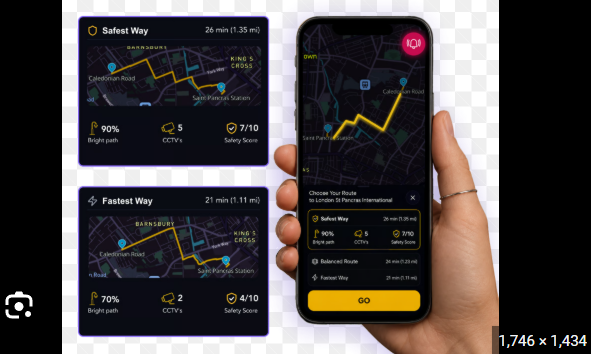 Safest Way
26 min (1.35 mi)
BARNSBURY
KING'S
CROSS
Caledonian Road
Saint Pancras Station
90%
Bright path
5
CCTV's
7/10
Safety Score
Fastest Way
21 min (1.11 mi)
BARNSBURY
KING'S
CROSS
Caledonian Road
Saint Pancras Station
n Road
70%
Bright path
2
CCTV's
4/10
Safety Score
own
Caledonian Road
Saint Pancras Station
Choose Your Route
to London St Pancras International
Safest Way
26 min (1.35 mi)
90%
Bright path
5
CCTV's
7/10
Safety Score
Balanced Route
24 min (1.23 mi)
Fastest Way
21 min (1.11 mi)
GO
1,746 × 1,434